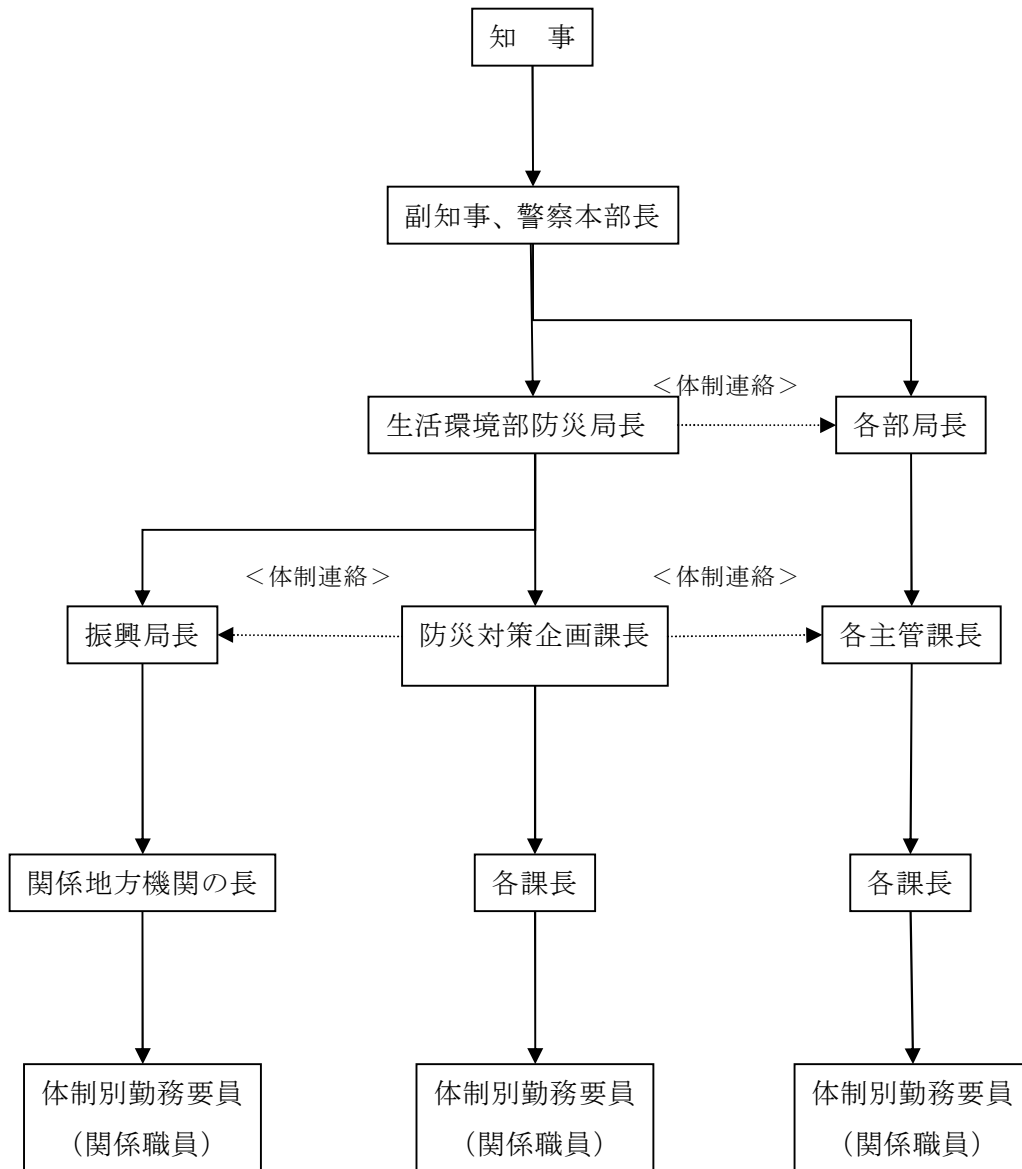 知　事
副知事、警察本部長
＜体制連絡＞
生活環境部防災局長
各部局長
＜体制連絡＞
＜体制連絡＞
振興局長
防災対策企画課長
各主管課長
関係地方機関の長
各課長
各課長
体制別勤務要員
（関係職員）
体制別勤務要員
（関係職員）
体制別勤務要員
（関係職員）